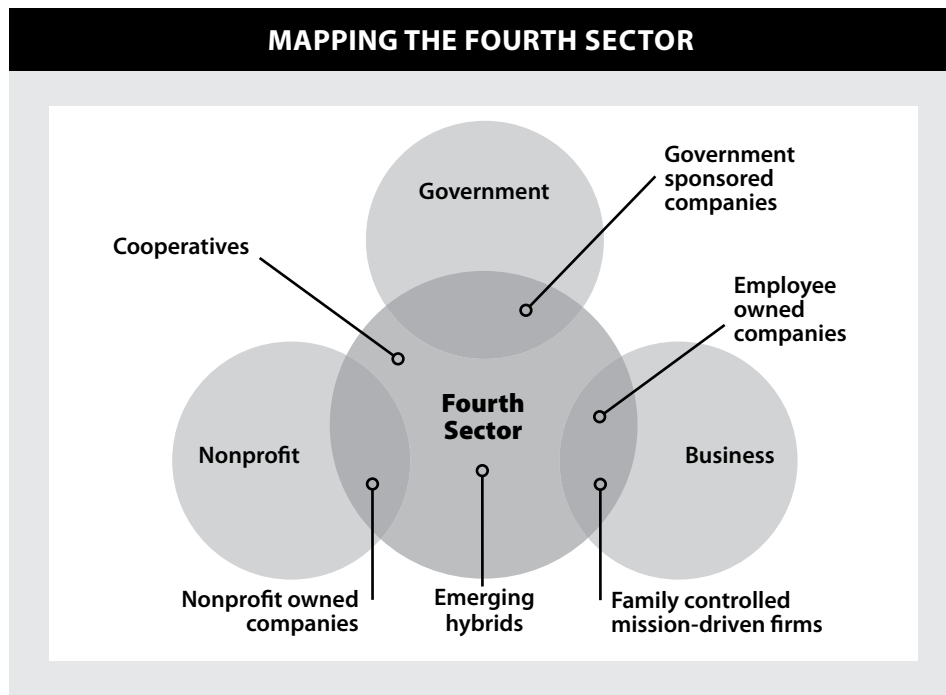 MAPPING THE FOURTH SECTOR
Government
Government
sponsored
companies
Cooperatives
Employee
owned
companies
Fourth
Sector
Nonprofit
Business
Nonprofit owned
companies
Emerging
hybrids
Family controlled
mission-driven firms